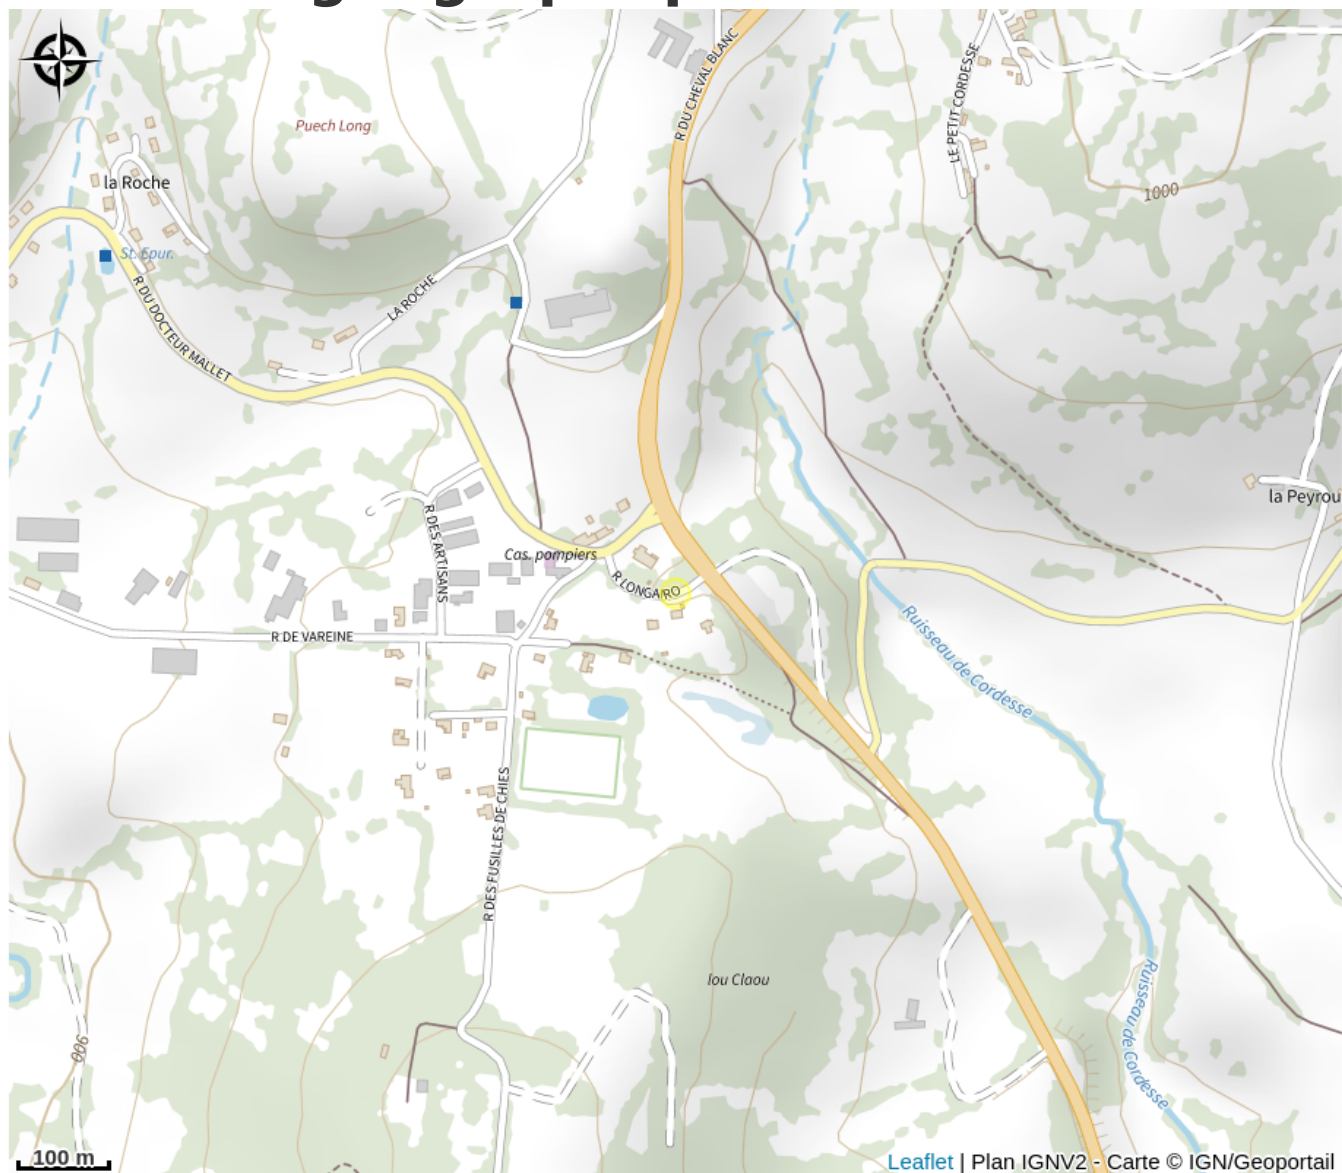 R DU CHEVAL BLANC
LE PETIT CORDESSE
Puech Long
la Roche
1000
St. Epur.
LA ROCHE
R DU DOCTEUR MALLET
la Peyrou
R DES ARTISANS
Cas. pompiers
R LONGAIRO
R DE VAREINE
Ruisseau de Cordesse
R DES FUSILLES DE CHIES
lou Claou
900
Ruisseau de Cordesse
100 m
Leaflet | Plan IGNV2 - Carte © IGN/Geoportail